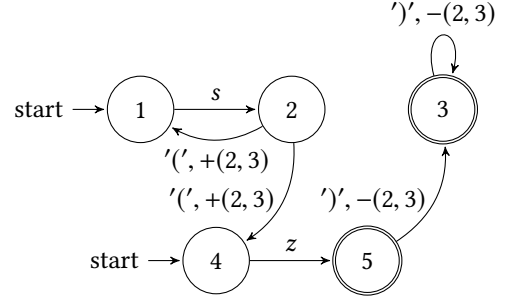 ')', −(2, 3)
start 1 s 2 3
'(', +(2, 3)
'(', +(2, 3) ')', −(2, 3)
start 4 z 5